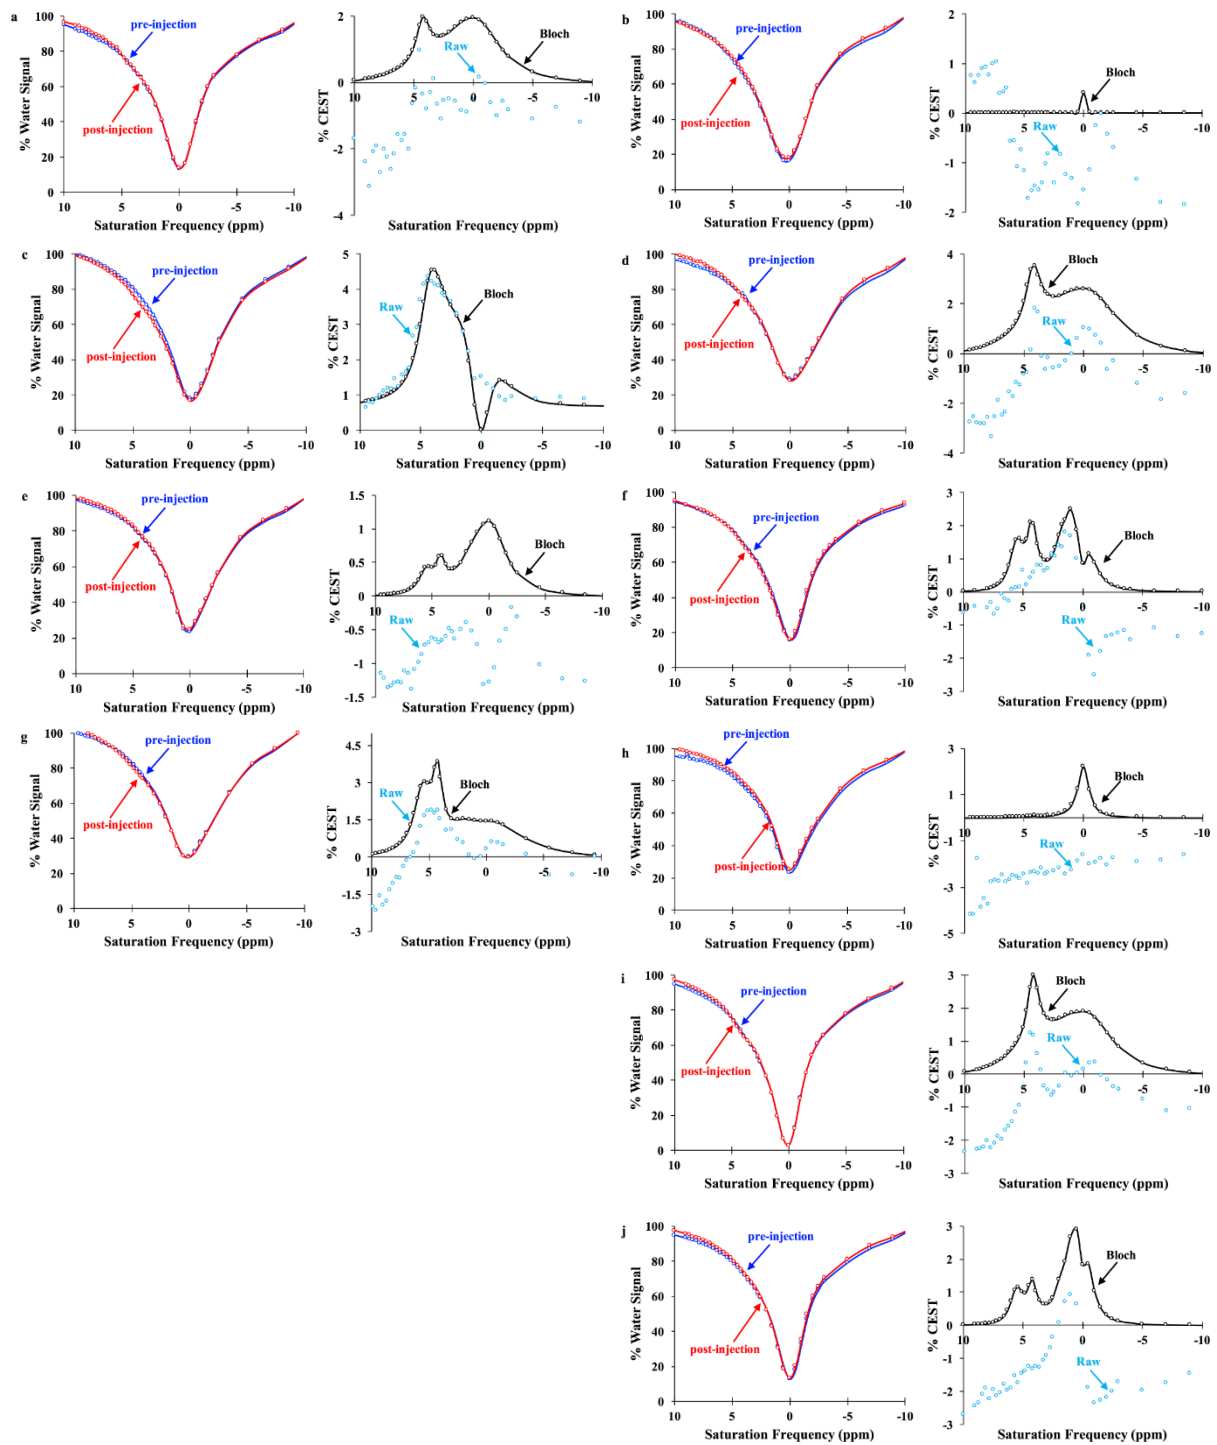 a
100
80
60
40
20
0
10
5
0
-5
-10
% Water Signal
Saturation Frequency (ppm)
pre-injection
post-injection
2
0
-2
-4
10
5
0
-5
-10
% CEST
Saturation Frequency (ppm)
Raw
Bloch
b
100
80
60
40
20
0
10
5
0
-5
-10
% Water Signal
Saturation Frequency (ppm)
pre-injection
post-injection
2
1
0
-1
-2
10
5
0
-5
-10
% CEST
Saturation Frequency (ppm)
Bloch
Raw
c
100
80
60
40
20
0
10
5
0
-5
-10
% Water Signal
Saturation Frequency (ppm)
pre-injection
post-injection
5
4
3
2
1
0
10
5
0
-5
-10
% CEST
Saturation Frequency (ppm)
Raw
Bloch
d
100
80
60
40
20
0
10
5
0
-5
-10
% Water Signal
Saturation Frequency (ppm)
pre-injection
post-injection
4
2
0
-2
-4
10
5
0
-5
-10
% CEST
Saturation Frequency (ppm)
Bloch
Raw
e
100
80
60
40
20
0
10
5
0
-5
-10
% Water Signal
Saturation Frequency (ppm)
pre-injection
post-injection
1.5
1
0.5
0
-0.5
-1
-1.5
10
5
0
-5
-10
% CEST
Saturation Frequency (ppm)
Bloch
Raw
f
100
80
60
40
20
0
10
5
0
-5
-10
% Water Signal
Saturation Frequency (ppm)
pre-injection
post-injection
3
2
1
0
-1
-2
-3
10
5
0
-5
-10
% CEST
Saturation Frequency (ppm)
Bloch
Raw
g
100
80
60
40
20
0
10
5
0
-5
-10
% Water Signal
Saturation Frequency (ppm)
pre-injection
post-injection
4.5
3
1.5
0
-1.5
-3
10
5
0
-5
-10
% CEST
Saturation Frequency (ppm)
Raw
Bloch
h
100
80
60
40
20
0
10
5
0
-5
-10
% Water Signal
Saturation Frequency (ppm)
pre-injection
post-injection
3
1
-1
-3
-5
10
5
0
-5
-10
% CEST
Saturation Frequency (ppm)
Bloch
Raw
i
100
80
60
40
20
0
10
5
0
-5
-10
% Water Signal
Saturation Frequency (ppm)
pre-injection
post-injection
3
2
1
0
-1
-2
-3
10
5
0
-5
-10
% CEST
Saturation Frequency (ppm)
Bloch
Raw
j
100
80
60
40
20
0
10
5
0
-5
-10
% Water Signal
Saturation Frequency (ppm)
pre-injection
post-injection
3
2
1
0
-1
-2
-3
10
5
0
-5
-10
% CEST
Saturation Frequency (ppm)
Bloch
Raw